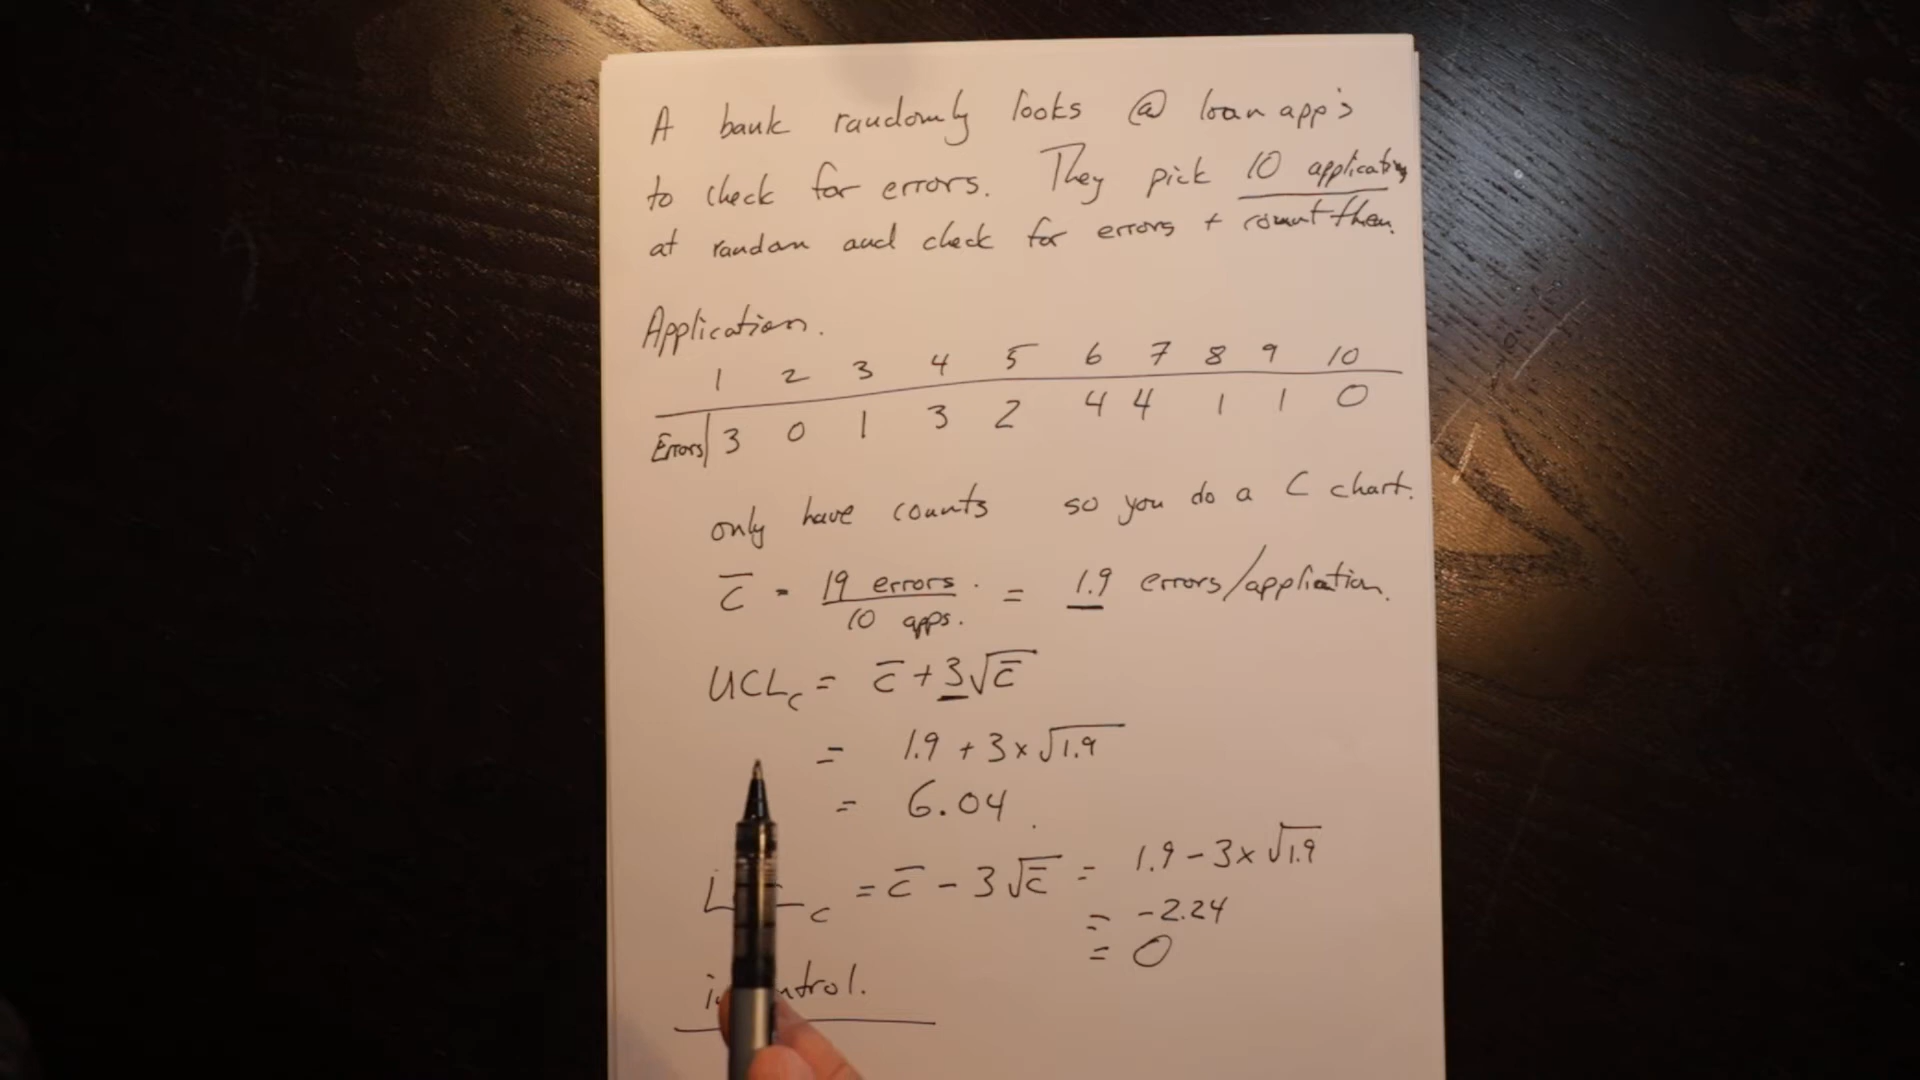 A bank randomly looks @ loan app's
to check for errors. They pick 10 applications
at random and check for errors + count them.
Application.
1 2 3 4 5 6 7 8 9 10
Errors 3 0 1 3 2 4 4 1 1 0
only have counts so you do a C chart.
c̅ = 19 errors / 10 apps. = 1.9 errors/application.
UCLc = c̅ + 3√c̅
= 1.9 + 3 x √1.9
= 6.04
= c̅ - 3√c̅ = 1.9 - 3x √1.9
= -2.24
= 0